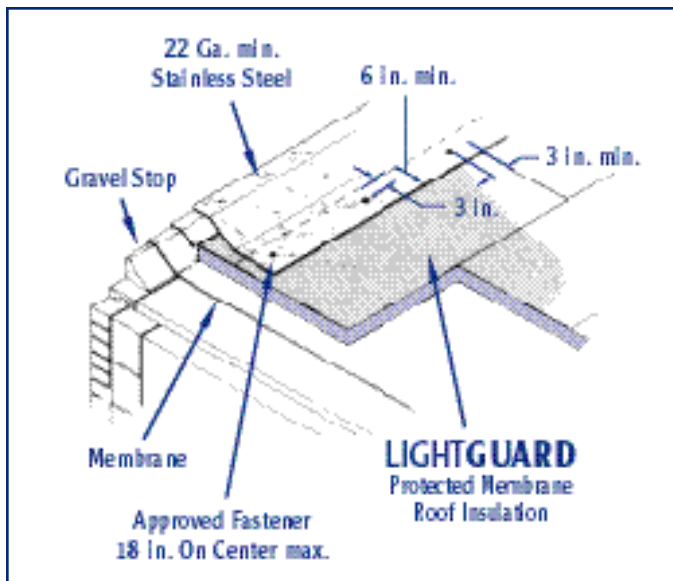 22 Ga. min.
Stainless Steel
6 in. min.
Gravel Stop
3 in. min.
3 in.
Membrane
LIGHTGUARD
Protected Membrane
Roof Insulation
Approved Fastener
18 in. On Center max.